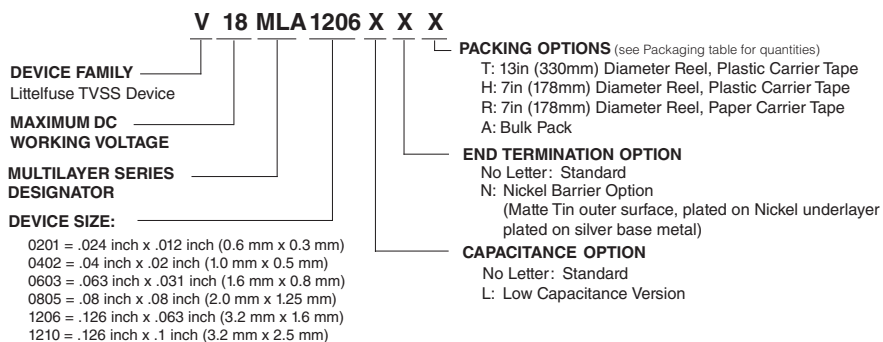 V 18 MLA 1206 X X X
DEVICE FAMILY
Littelfuse TVSS Device
MAXIMUM DC
WORKING VOLTAGE
MULTILAYER SERIES
DESIGNATOR
DEVICE SIZE:
0201 = .024 inch x .012 inch (0.6 mm x 0.3 mm)
0402 = .04 inch x .02 inch (1.0 mm x 0.5 mm)
0603 = .063 inch x .031 inch (1.6 mm x 0.8 mm)
0805 = .08 inch x .08 inch (2.0 mm x 1.25 mm)
1206 = .126 inch x .063 inch (3.2 mm x 1.6 mm)
1210 = .126 inch x .1 inch (3.2 mm x 2.5 mm)
PACKING OPTIONS (see Packaging table for quantities)
T: 13in (330mm) Diameter Reel, Plastic Carrier Tape
H: 7in (178mm) Diameter Reel, Plastic Carrier Tape
R: 7in (178mm) Diameter Reel, Paper Carrier Tape
A: Bulk Pack
END TERMINATION OPTION
No Letter: Standard
N: Nickel Barrier Option
(Matte Tin outer surface, plated on Nickel underlayer
plated on silver base metal)
CAPACITANCE OPTION
No Letter: Standard
L: Low Capacitance Version